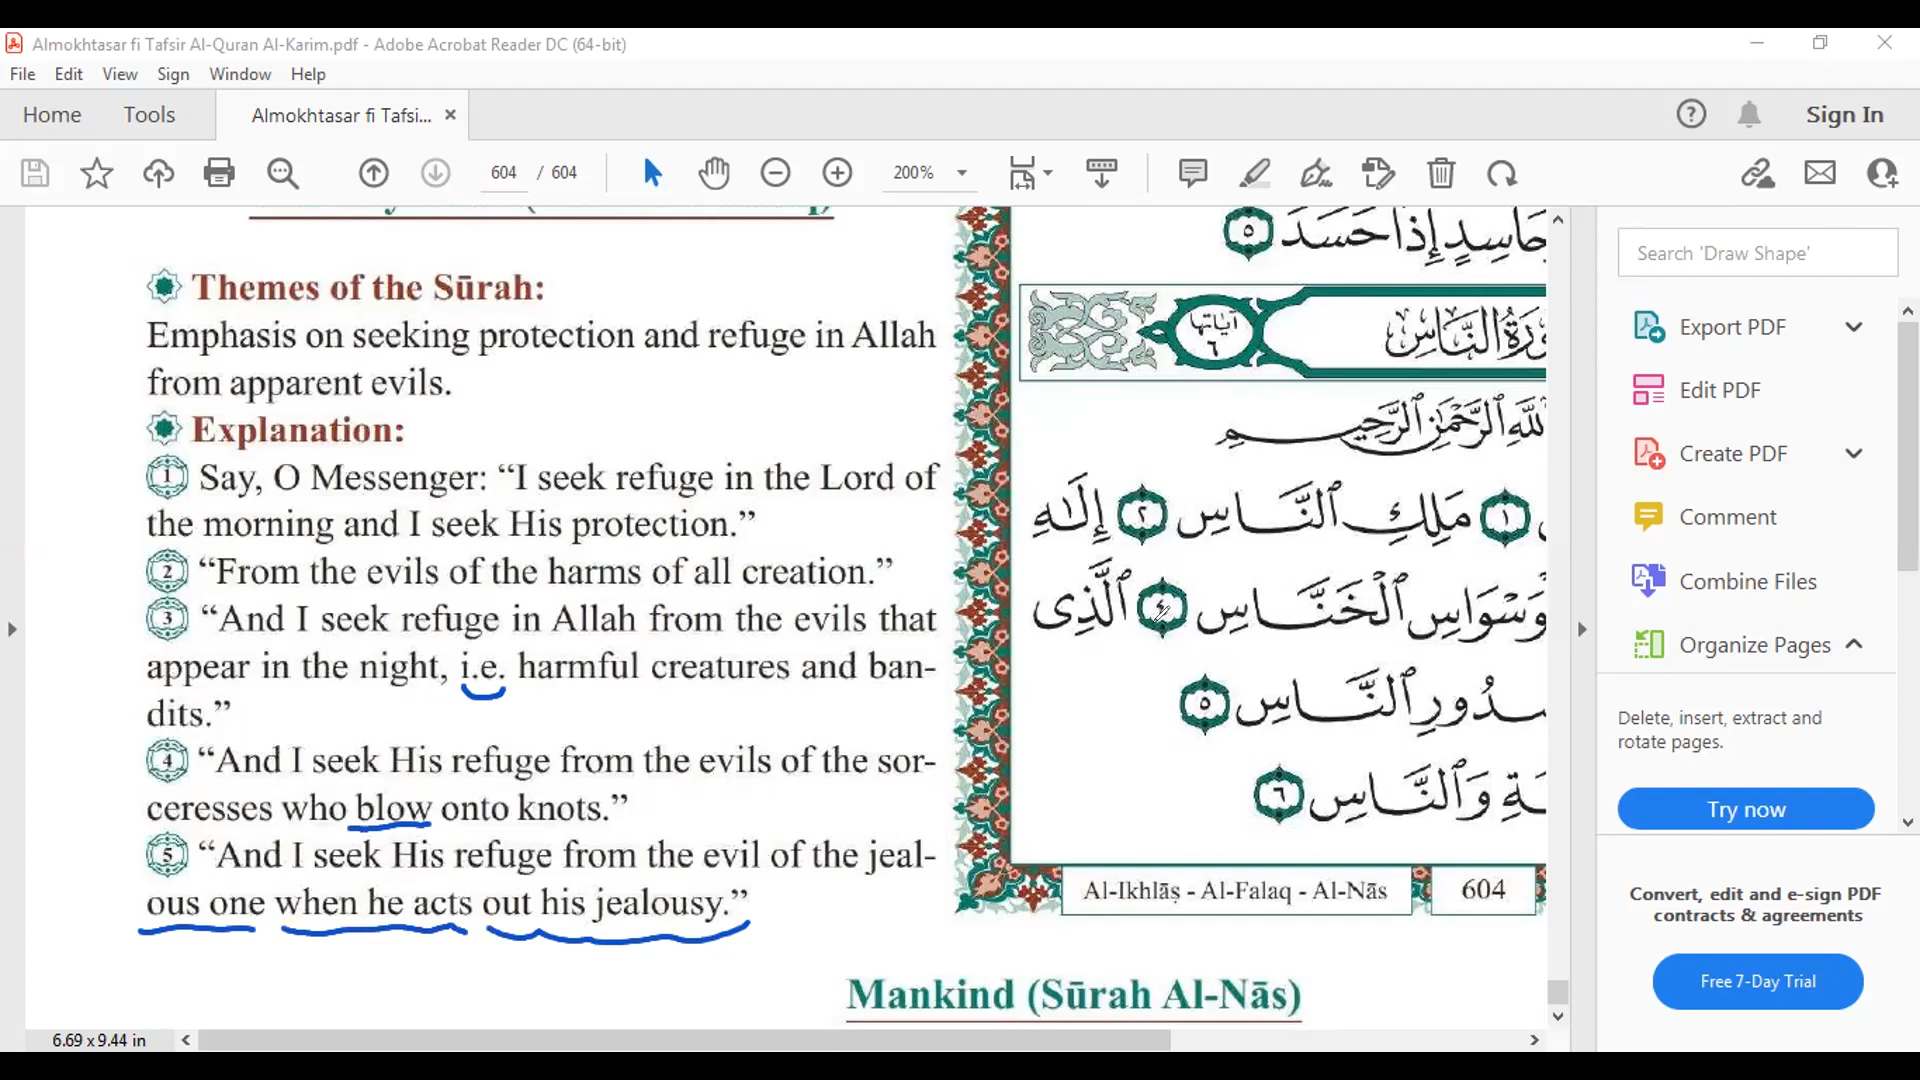 Almokhtasar fi Tafsir Al-Quran Al-Karim.pdf - Adobe Acrobat Reader DC (64-bit)
File Edit View Sign Window Help
Home Tools Almokhtasar fi Tafsi... × Sign In
604 / 604 200%
Themes of the Sūrah:
Emphasis on seeking protection and refuge in Allah
from apparent evils.
Explanation:
1 Say, O Messenger: “I seek refuge in the Lord of
the morning and I seek His protection.”
2 “From the evils of the harms of all creation.”
3 “And I seek refuge in Allah from the evils that
appear in the night, i.e. harmful creatures and ban-
dits.”
4 “And I seek His refuge from the evils of the sor-
ceresses who blow onto knots.”
5 “And I seek His refuge from the evil of the jeal-
ous one when he acts out his jealousy.”
حَاسِدٍ إِذَا حَسَدَ ٥
آياتها
٦
ٱللَّهِ ٱلرَّحْمَٰنِ ٱلرَّحِيمِ
١ مَلِكِ ٱلنَّاسِ ٢ إِلَٰهِ
ٱلْخَنَّاسِ ٤ ٱلَّذِى
ٱلنَّاسِ ٥
وَٱلنَّاسِ ٦
Al-Ikhlāṣ - Al-Falaq - Al-Nās 604
Mankind (Sūrah Al-Nās)
6.69 x 9.44 in
Search 'Draw Shape'
Export PDF
Edit PDF
Create PDF
Comment
Combine Files
Organize Pages
Delete, insert, extract and
rotate pages.
Try now
Convert, edit and e-sign PDF
contracts & agreements
Free 7-Day Trial